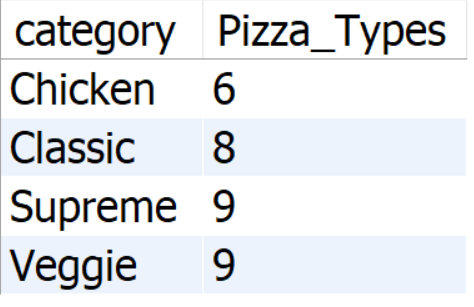 category Pizza_Types
Chicken 6
Classic 8
Supreme 9
Veggie 9